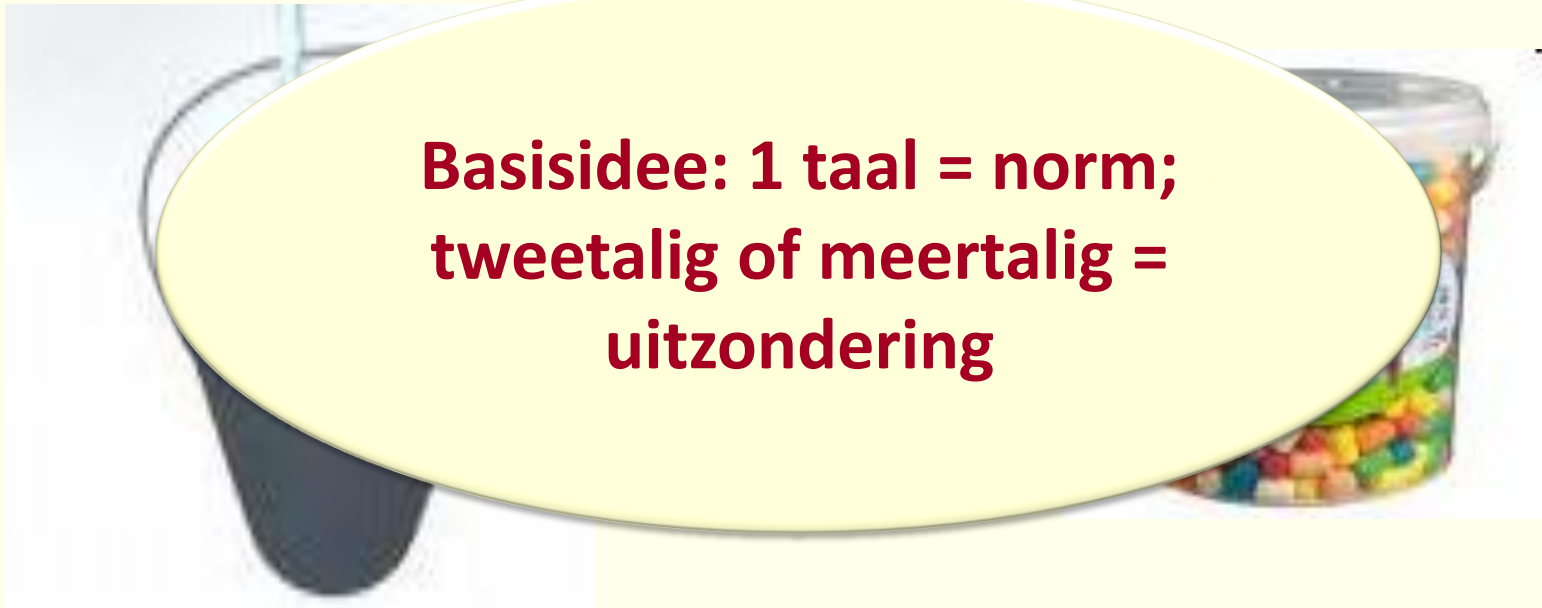 Basisidee: 1 taal = norm;
tweetalig of meertalig =
uitzondering